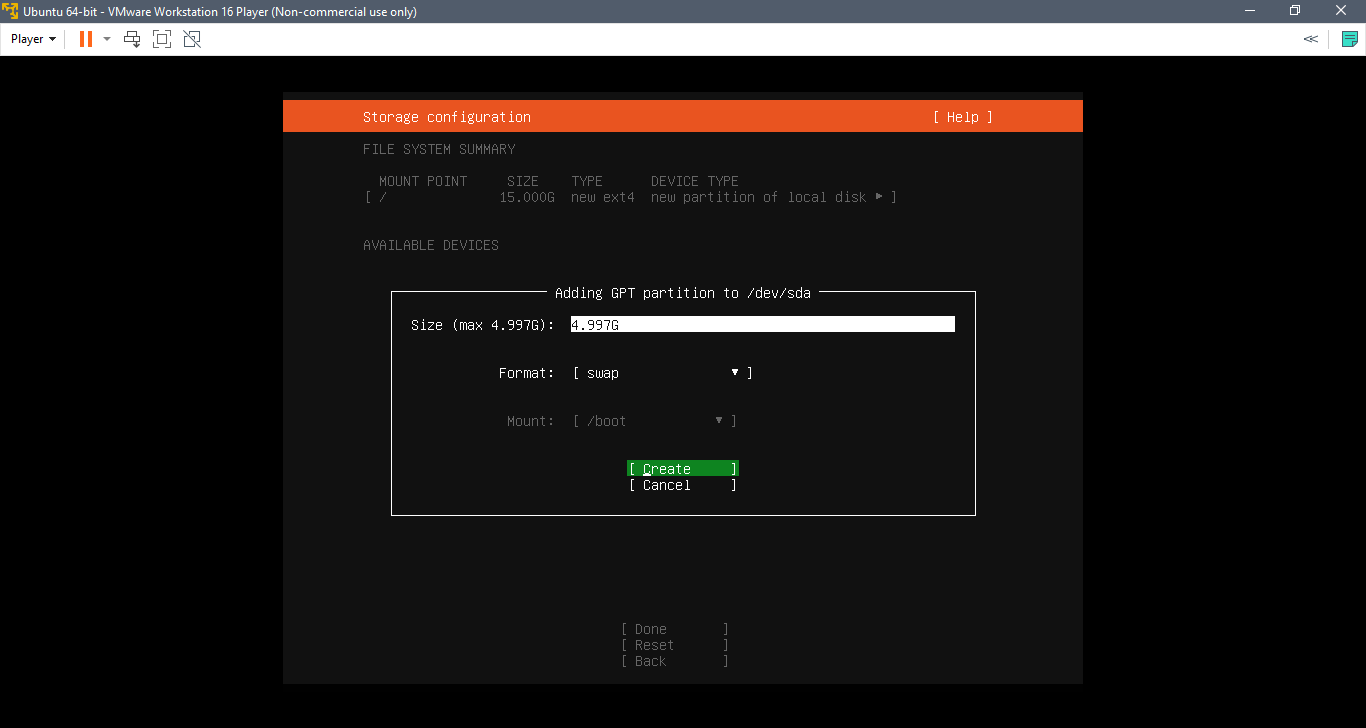 Ubuntu 64-bit - VMware Workstation 16 Player (Non-commercial use only)
Player
Storage configuration [ Help ]
FILE SYSTEM SUMMARY
MOUNT POINT SIZE TYPE DEVICE TYPE
[ / 15.000G new ext4 new partition of local disk ▸ ]
AVAILABLE DEVICES
Adding GPT partition to /dev/sda
Size (max 4.997G): 4.997G
Format: [ swap ▾ ]
Mount: [ /boot ▾ ]
[ Create ]
[ Cancel ]
[ Done ]
[ Reset ]
[ Back ]